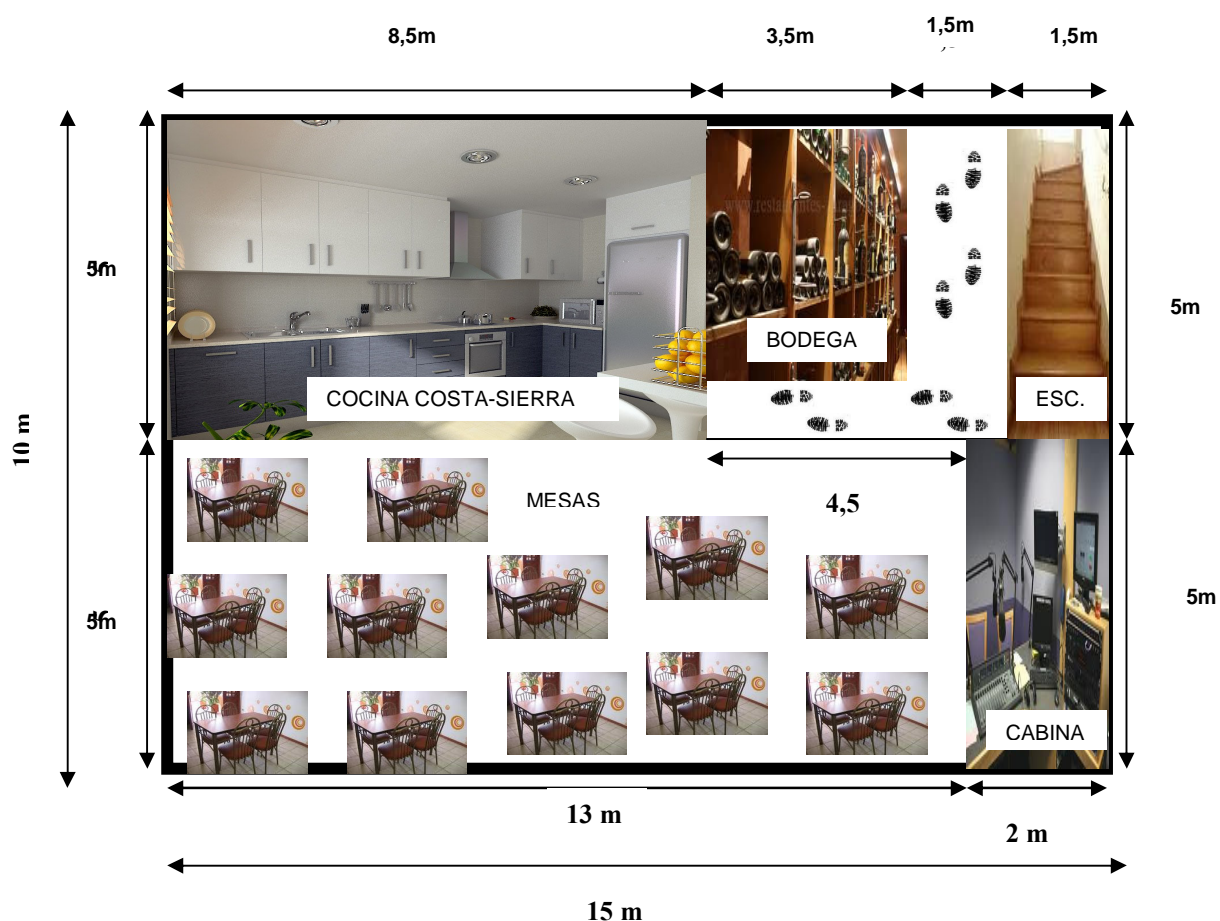 8,5m
3,5m
1,5m
1,5m
10 m
5m
5m
BODEGA
COCINA COSTA-SIERRA
ESC.
MESAS
4,5
5m
5m
CABINA
13 m
2 m
15 m